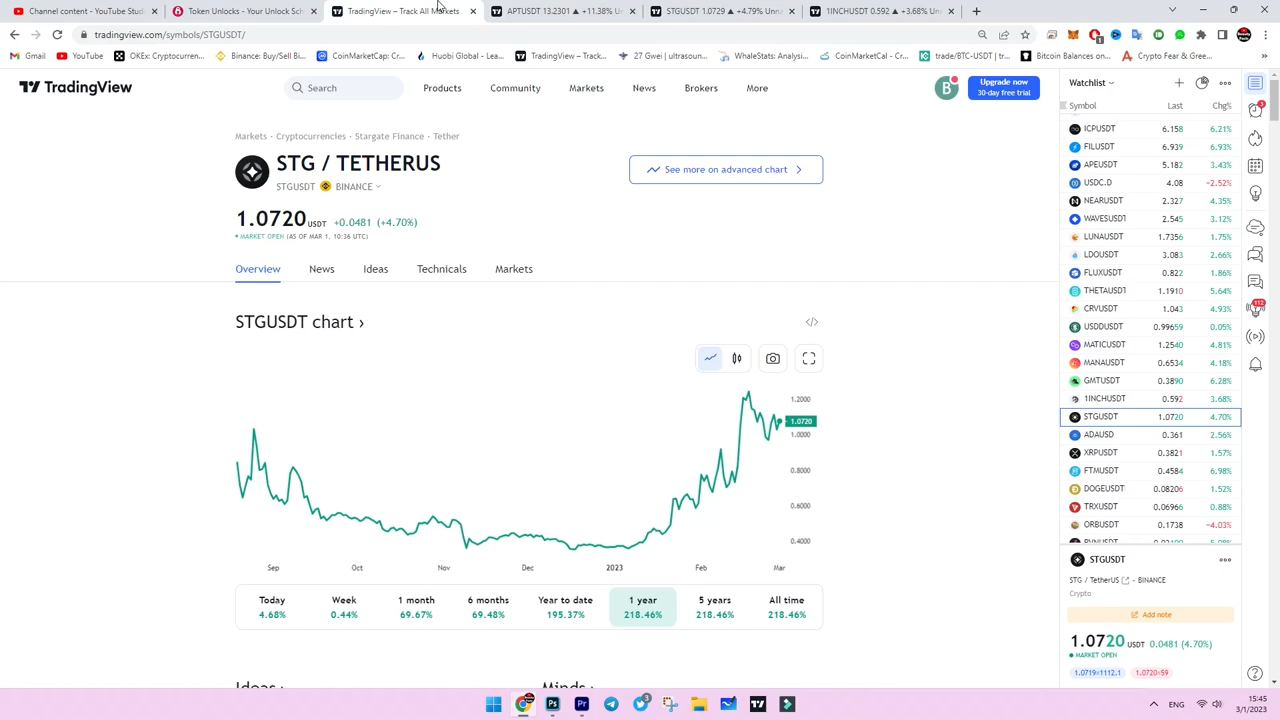 YouTube Sch... - YouTube Studio
Token Unlocks - Your Unlock Sch
TradingView – Track All Markets
APTUSDT 13.2301 ▲ +11.38% Un
STGUSDT 1.0729 ▲ +4.79% Unna
1INCHUSDT 0.592 ▲ +3.68% Una
tradingview.com/symbols/STGUSDT/
Gmail
YouTube
OKEx Cryptocurren...
Binance: Buy/Sell Bi...
CoinMarketCap: Cr...
Huobi Global - Lea...
TradingView – Track...
27 Gwei | ultrasoun...
WhaleStats: Analysi...
CoinMarketCal - Cr...
trade/BTC-USDT | tr...
Bitcoin Balances on...
Crypto Fear & Gree...
»
TradingView
Search
Products
Community
Markets
News
Brokers
More
B
Upgrade now
30-day free trial
Markets · Cryptocurrencies · Stargate Finance · Tether
STG / TETHERUS
STGUSDT BINANCE
See more on advanced chart
1.0720 USDT +0.0481 (+4.70%)
MARKET OPEN (AS OF MAR 1, 10:36 UTC)
Overview
News
Ideas
Technicals
Markets
STGUSDT chart ›
1.2000
1.0720
1.0000
0.8000
0.6000
0.4000
Sep Oct Nov Dec 2023 Feb Mar
Today Week 1 month 6 months Year to date 1 year 5 years All time
4.68% 0.44% 69.67% 69.48% 195.37% 218.46% 218.46% 218.46%
Ideas ›
Minds ›
Watchlist
Symbol Last Chg%
ICPUSDT 6.158 6.21%
FILUSDT 6.939 6.93%
APEUSDT 5.182 3.43%
USDC.D 4.08 −2.52%
NEARUSDT 2.327 4.35%
WAVESUSDT 2.545 3.12%
LUNAUSDT 1.7356 1.75%
LDOUSDT 3.083 2.66%
FLUXUSDT 0.822 1.86%
THETAUSDT 1.1910 5.64%
CRVUSDT 1.043 4.93%
USDDUSDT 0.99659 0.05%
MATICUSDT 1.2540 4.81%
MANAUSDT 0.6534 4.18%
GMTUSDT 0.3890 6.28%
1INCHUSDT 0.592 3.68%
STGUSDT 1.0720 4.70%
ADAUSD 0.361 2.56%
XRPUSDT 0.3821 1.57%
FTMUSDT 0.4584 6.98%
DOGEUSDT 0.08206 1.52%
TRXUSDT 0.06966 0.88%
ORBUSDT 0.1738 −4.03%
STGUSDT
STG / TetherUS · BINANCE
Crypto
Add note
1.0720 USDT 0.0481 (4.70%)
MARKET OPEN
1.0719×1112.1 1.0720×59
3
112
ENG
15:45
3/1/2023